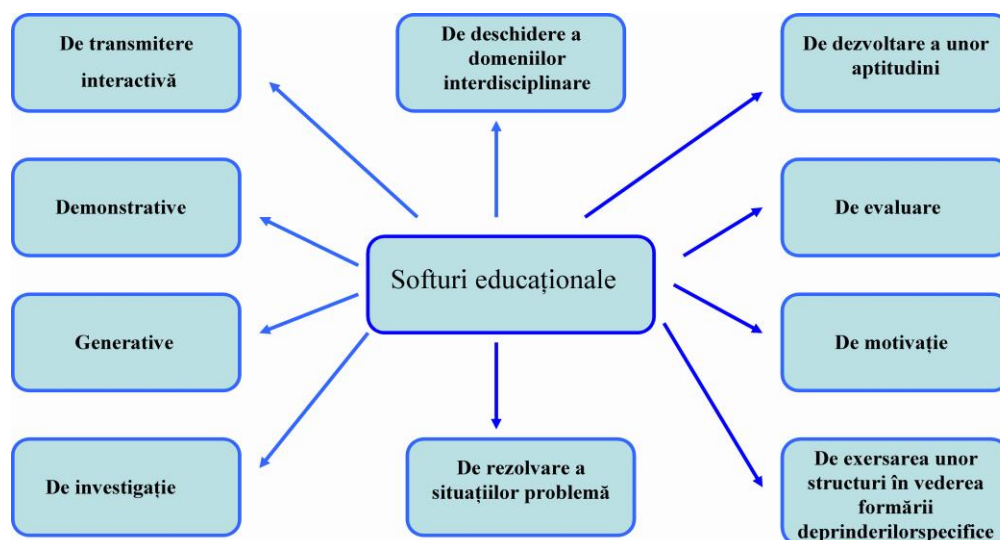 De transmitere
interactivă
De deschidere a
domeniilor
interdisciplinare
De dezvoltare a unor
aptitudini
Demonstrative
De evaluare
Softuri educaționale
Generative
De motivație
De investigație
De rezolvare a
situațiilor problemă
De exersarea unor
structuri în vederea
formării
deprinderilorspecifice